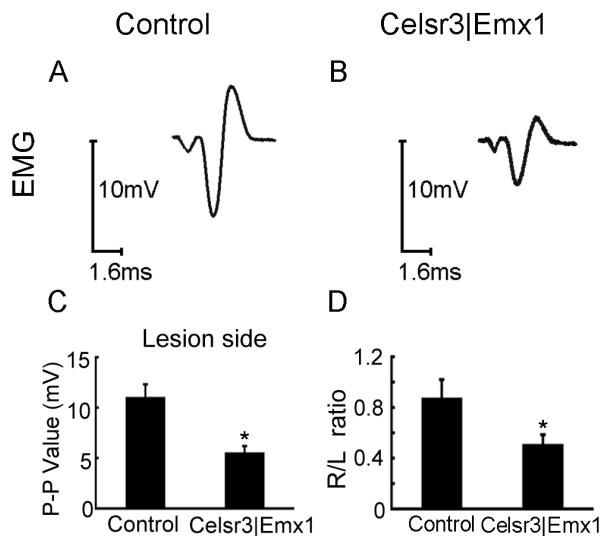 Control
Celsr3|Emx1
A
B
EMG
10mV
1.6ms
10mV
1.6ms
C
Lesion side
P-P Value (mV)
15
10
5
0
*
Control
Celsr3|Emx1
D
R/L ratio
1.2
0.8
0.4
0
*
Control
Celsr3|Emx1